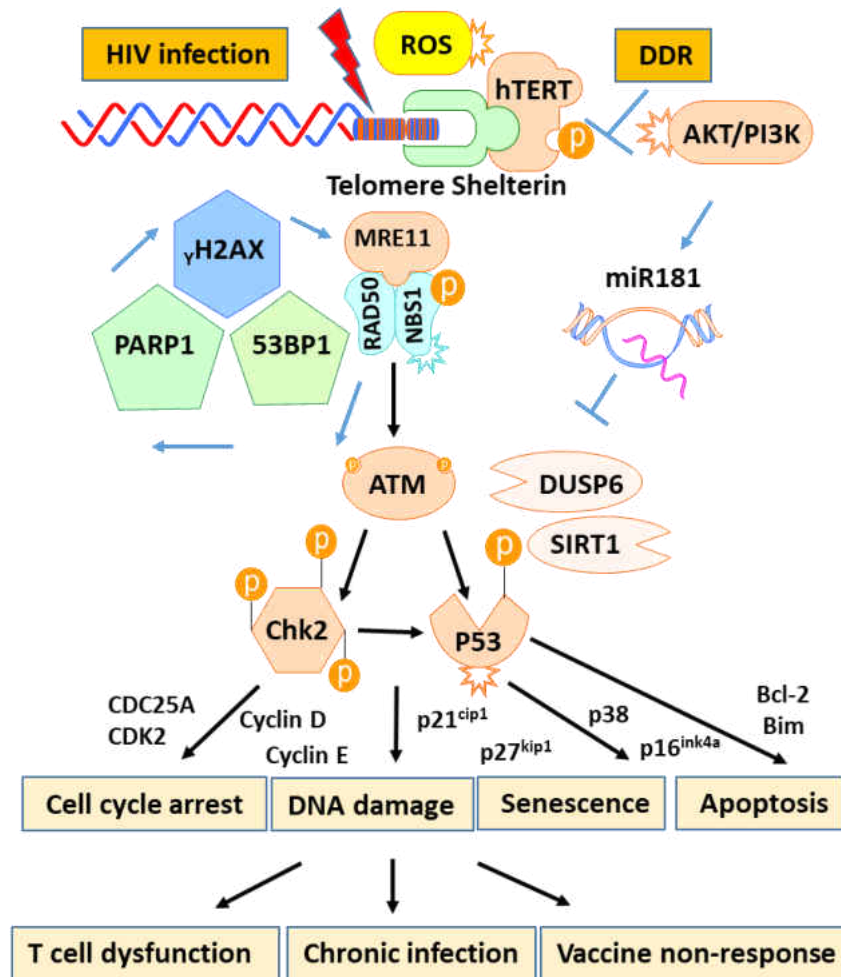 ROS
HIV infection
DDR
hTERT
p
AKT/PI3K
Telomere Shelterin
γH2AX
MRE11
RAD50
NBS1
p
miR181
PARP1
53BP1
p
p
ATM
DUSP6
SIRT1
p
p
p
p
Chk2
P53
CDC25A
CDK2
Cyclin D
Cyclin E
p21cip1
p27kip1
p38
p16ink4a
Bcl-2
Bim
Cell cycle arrest
DNA damage
Senescence
Apoptosis
T cell dysfunction
Chronic infection
Vaccine non-response